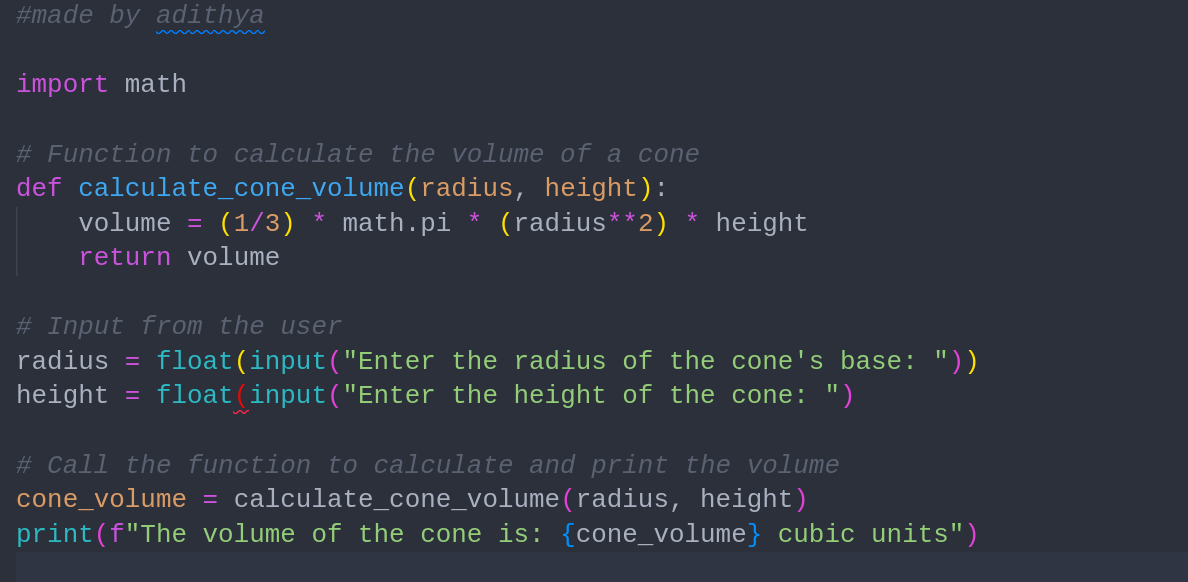 #made by adithya
import math
# Function to calculate the volume of a cone
def calculate_cone_volume(radius, height):
    volume = (1/3) * math.pi * (radius**2) * height
    return volume
# Input from the user
radius = float(input("Enter the radius of the cone's base: "))
height = float(input("Enter the height of the cone: ")
# Call the function to calculate and print the volume
cone_volume = calculate_cone_volume(radius, height)
print(f"The volume of the cone is: {cone_volume} cubic units")